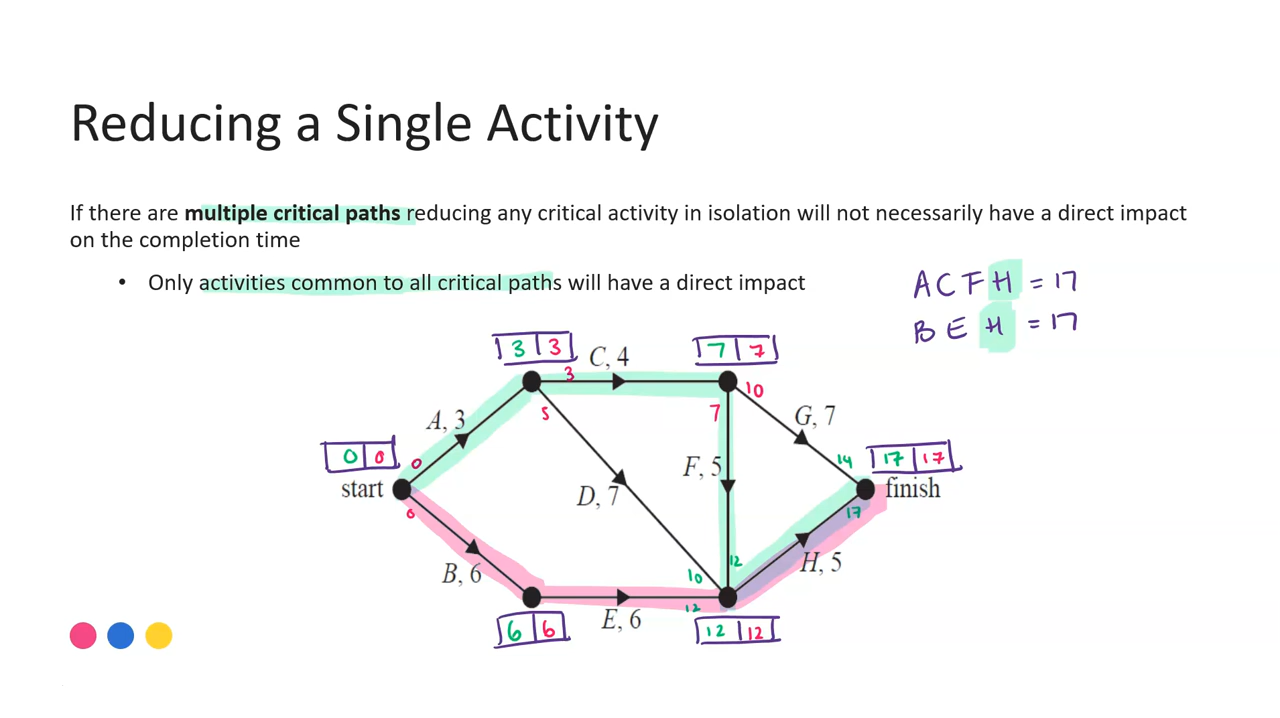 Reducing a Single Activity
If there are multiple critical paths reducing any critical activity in isolation will not necessarily have a direct impact
on the completion time
• Only activities common to all critical paths will have a direct impact
A C F H = 17
B E H = 17
3 3
C, 4
7 7
3
10
A, 3
5
7
G, 7
0 0
0
F, 5
14
17 17
start
D, 7
finish
0
17
B, 6
12
H, 5
10
12
E, 6
6 6
12 12